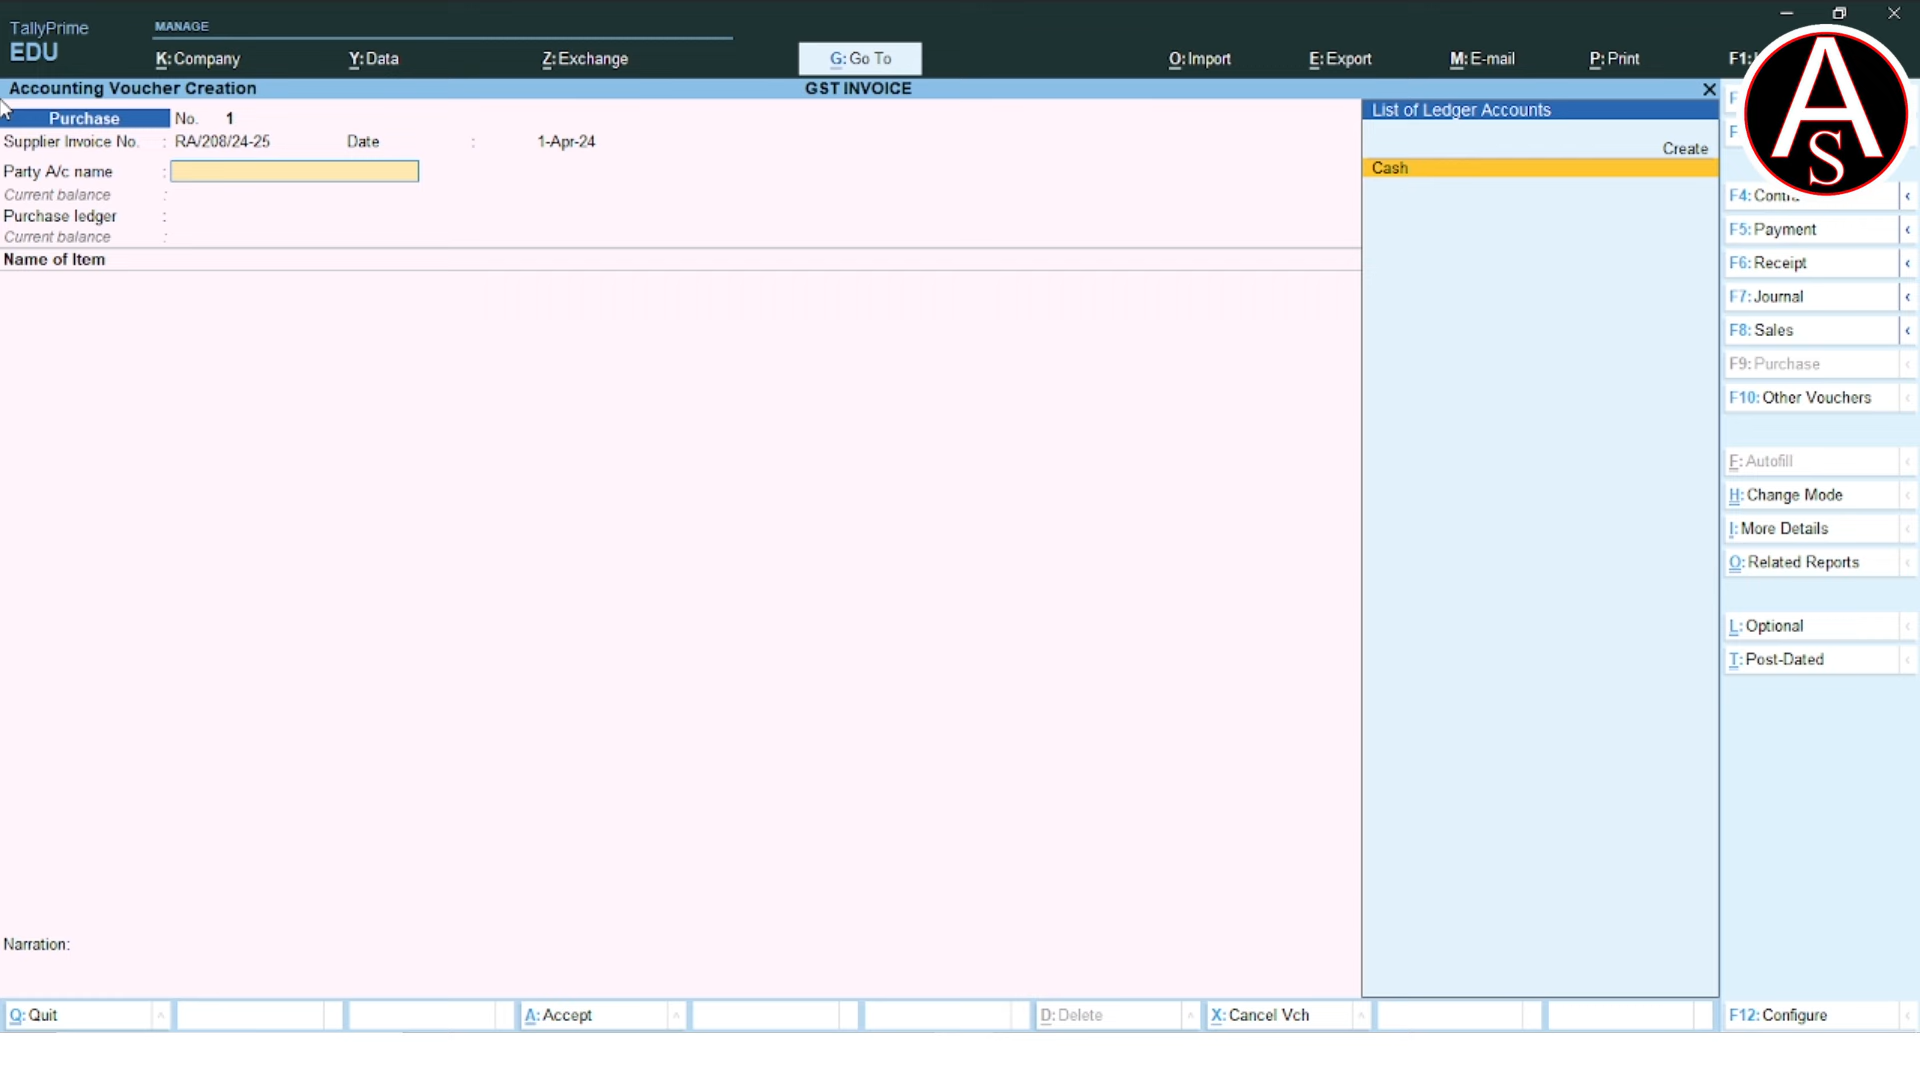 TallyPrime
EDU
MANAGE
K: Company
Y: Data
Z: Exchange
G: Go To
O: Import
E: Export
M: E-mail
P: Print
F1:
Accounting Voucher Creation
GST INVOICE
Purchase No. 1
Supplier Invoice No. : RA/208/24-25 Date : 1-Apr-24
Party A/c name :
Current balance :
Purchase ledger :
Current balance :
Name of Item
List of Ledger Accounts
Create
Cash
F
F
AS
F4: Contr
F5: Payment
F6: Receipt
F7: Journal
F8: Sales
F9: Purchase
F10: Other Vouchers
F: Autofill
H: Change Mode
I: More Details
O: Related Reports
L: Optional
T: Post-Dated
Narration:
Q: Quit
A: Accept
D: Delete
X: Cancel Vch
F12: Configure